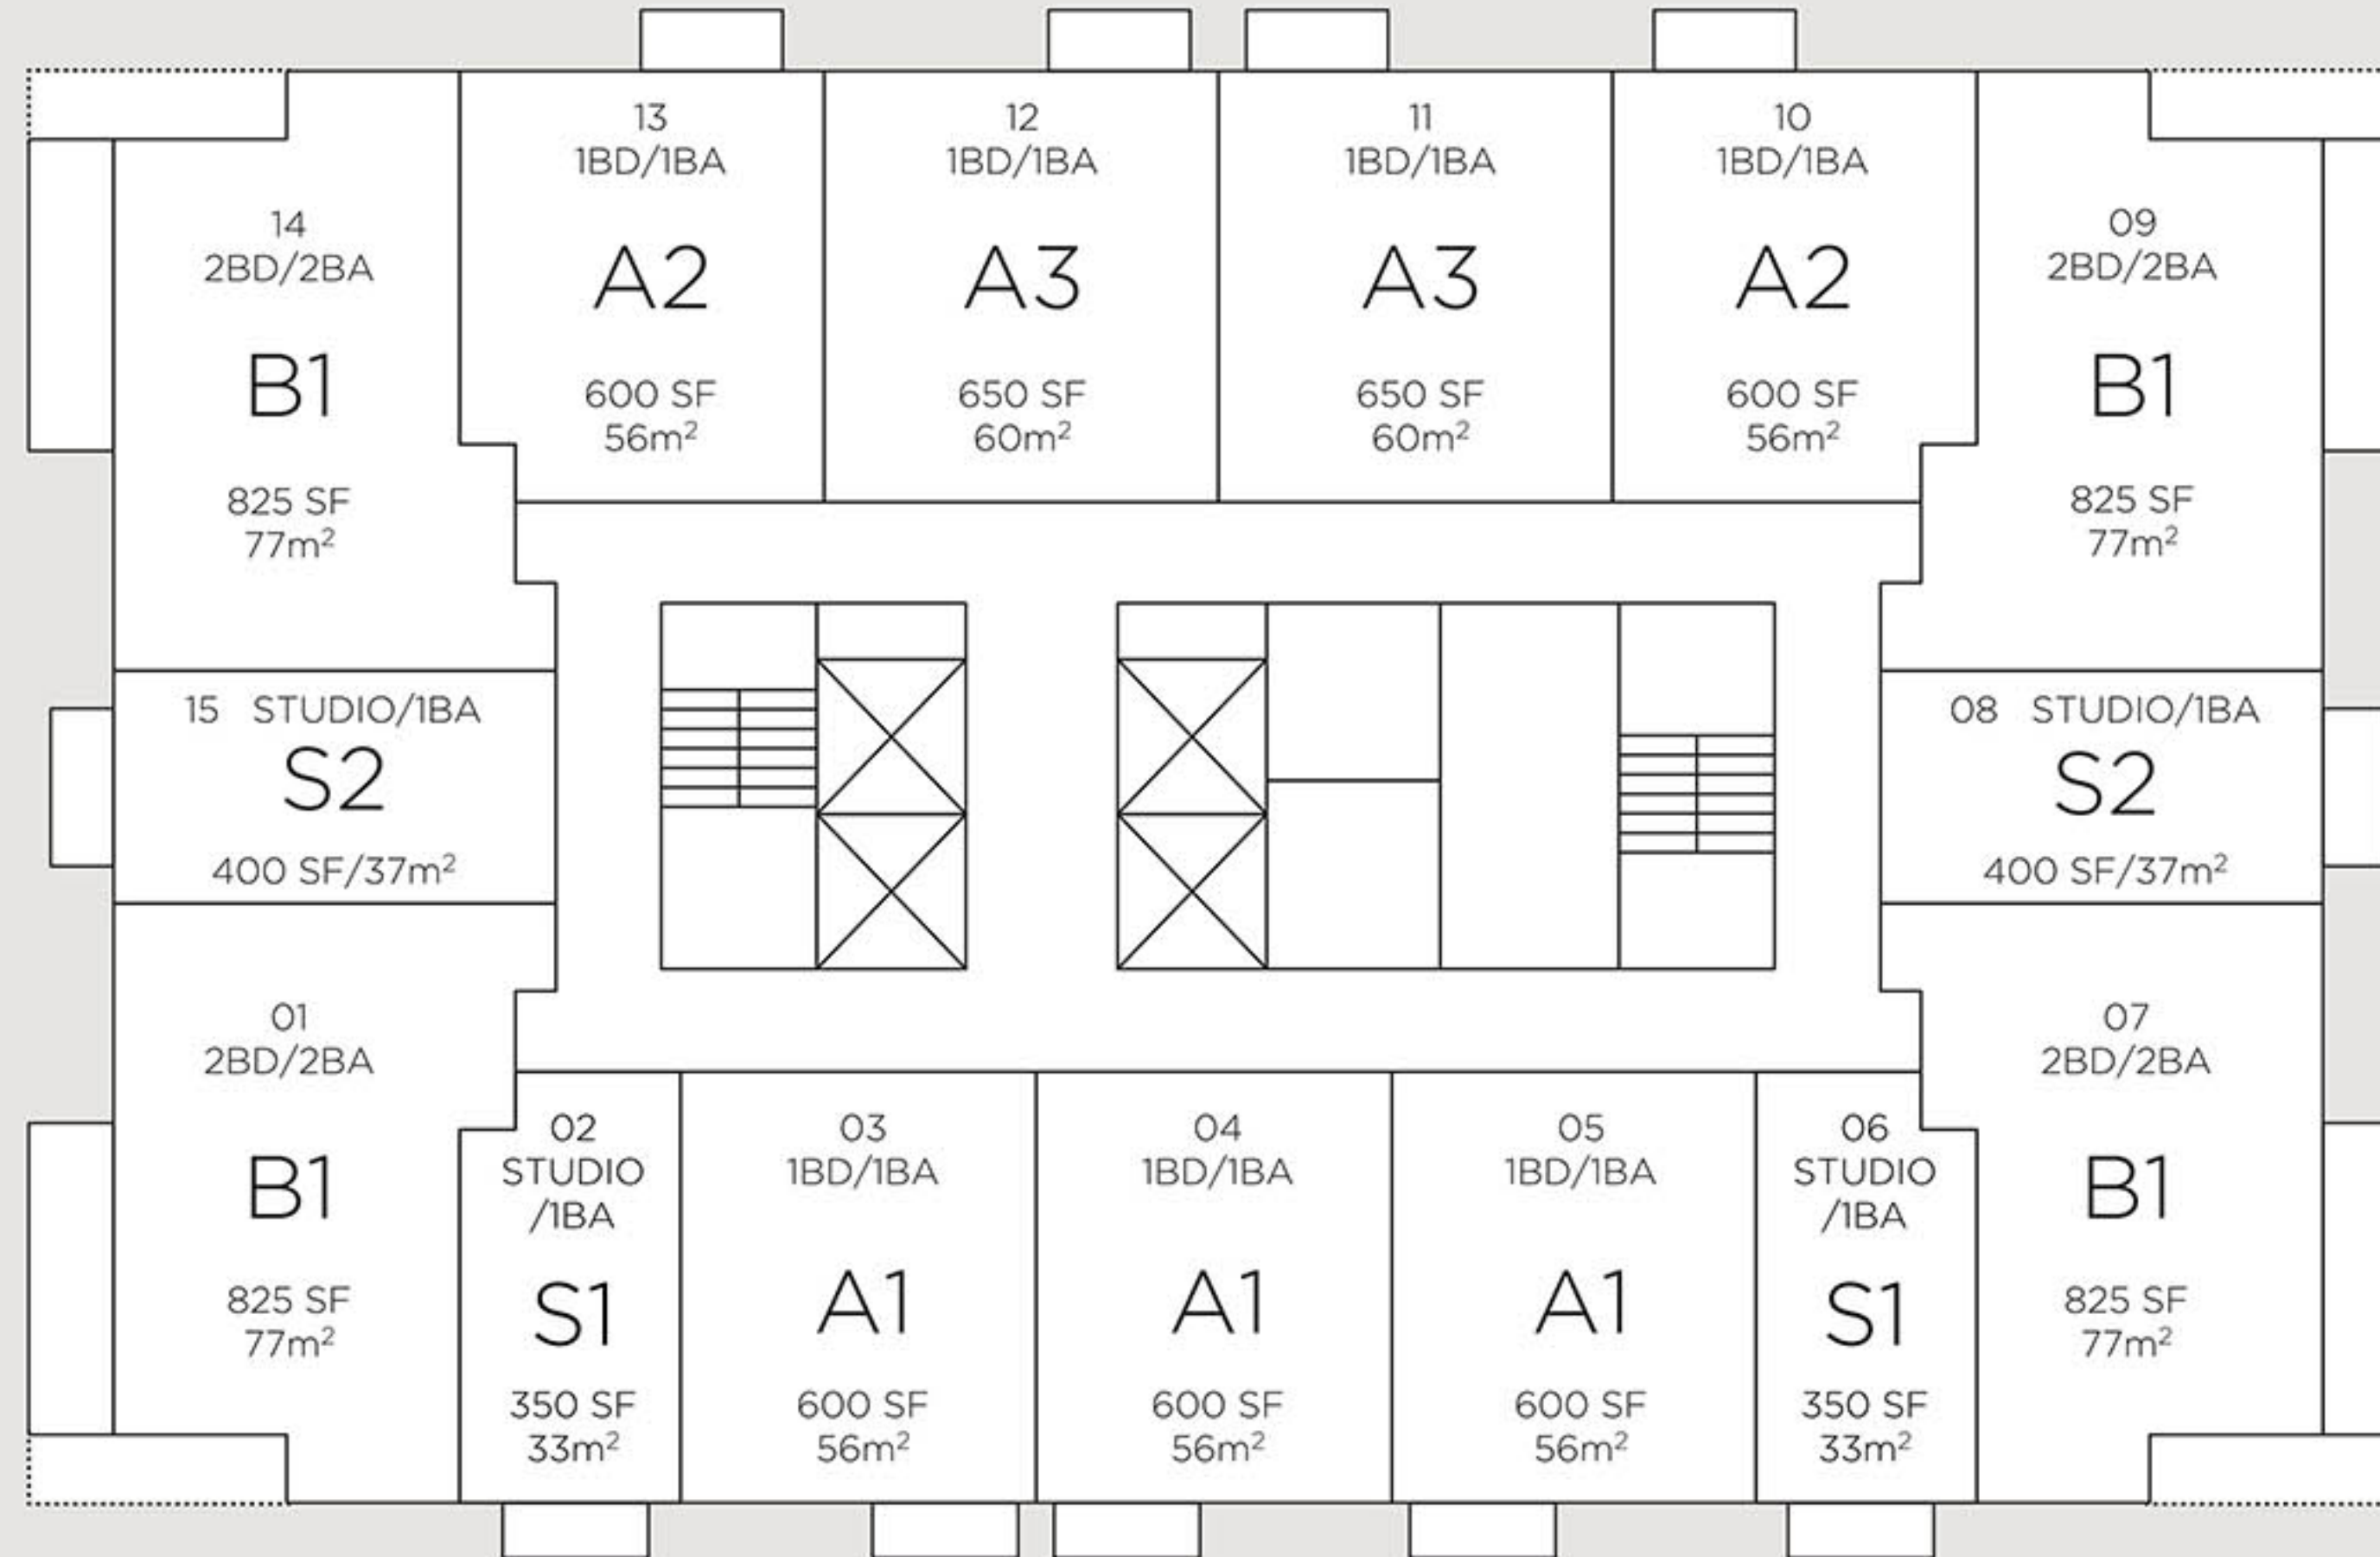 13
1BD/1BA
A2
600 SF
56m²
12
1BD/1BA
A3
650 SF
60m²
11
1BD/1BA
A3
650 SF
60m²
10
1BD/1BA
A2
600 SF
56m²
14
2BD/2BA
B1
825 SF
77m²
09
2BD/2BA
B1
825 SF
77m²
15 STUDIO/1BA
S2
400 SF/37m²
08 STUDIO/1BA
S2
400 SF/37m²
01
2BD/2BA
B1
825 SF
77m²
02
STUDIO
/1BA
S1
350 SF
33m²
03
1BD/1BA
A1
600 SF
56m²
04
1BD/1BA
A1
600 SF
56m²
05
1BD/1BA
A1
600 SF
56m²
06
STUDIO
/1BA
S1
350 SF
33m²
07
2BD/2BA
B1
825 SF
77m²